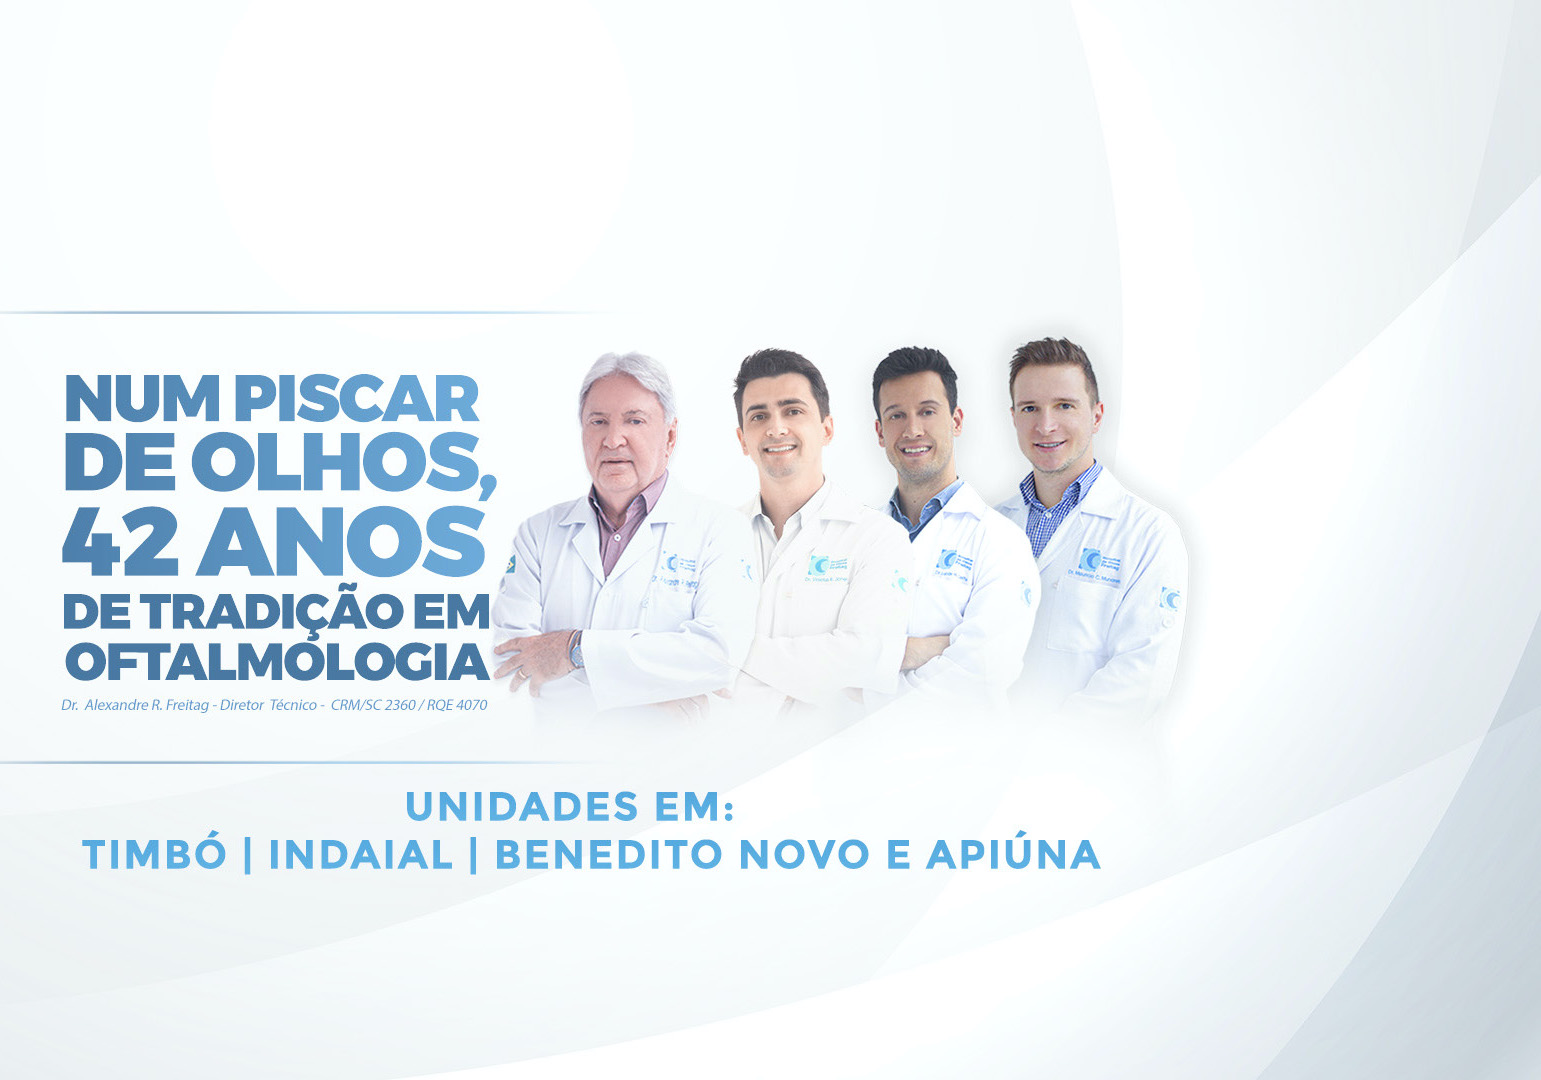 NUM PISCAR
DE OLHOS,
42 ANOS
DE TRADIÇÃO EM
OFTALMOLOGIA
Dr. Alexandre R. Freitag - Diretor Técnico - CRM/SC 2360 / RQE 4070
UNIDADES EM:
TIMBÓ | INDAIAL | BENEDITO NOVO E APIÚNA